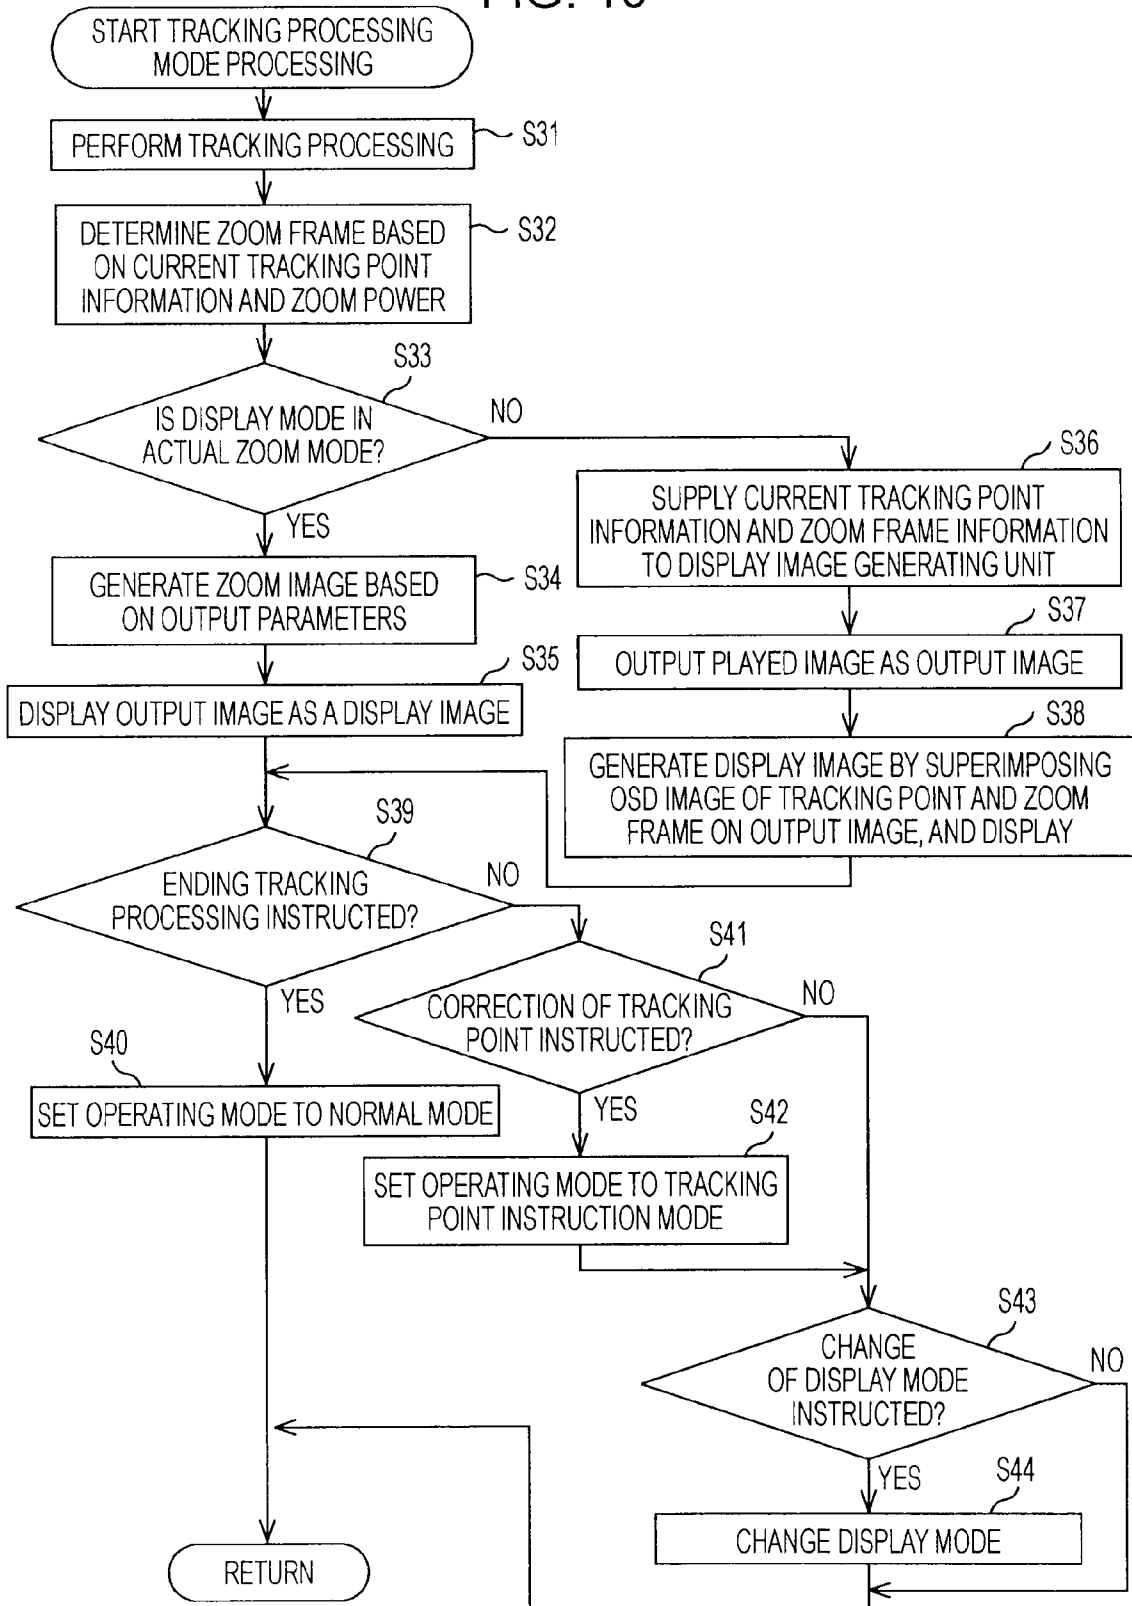 START TRACKING PROCESSING
MODE PROCESSING
PERFORM TRACKING PROCESSING
S31
DETERMINE ZOOM FRAME BASED
ON CURRENT TRACKING POINT
INFORMATION AND ZOOM POWER
S32
S33
IS DISPLAY MODE IN
ACTUAL ZOOM MODE?
NO
YES
GENERATE ZOOM IMAGE BASED
ON OUTPUT PARAMETERS
S34
S35
DISPLAY OUTPUT IMAGE AS A DISPLAY IMAGE
S36
SUPPLY CURRENT TRACKING POINT
INFORMATION AND ZOOM FRAME INFORMATION
TO DISPLAY IMAGE GENERATING UNIT
S37
OUTPUT PLAYED IMAGE AS OUTPUT IMAGE
S38
GENERATE DISPLAY IMAGE BY SUPERIMPOSING
OSD IMAGE OF TRACKING POINT AND ZOOM
FRAME ON OUTPUT IMAGE, AND DISPLAY
S39
ENDING TRACKING
PROCESSING INSTRUCTED?
NO
YES
S40
SET OPERATING MODE TO NORMAL MODE
S41
CORRECTION OF TRACKING
POINT INSTRUCTED?
NO
YES
S42
SET OPERATING MODE TO TRACKING
POINT INSTRUCTION MODE
S43
CHANGE
OF DISPLAY MODE
INSTRUCTED?
NO
YES
S44
CHANGE DISPLAY MODE
RETURN